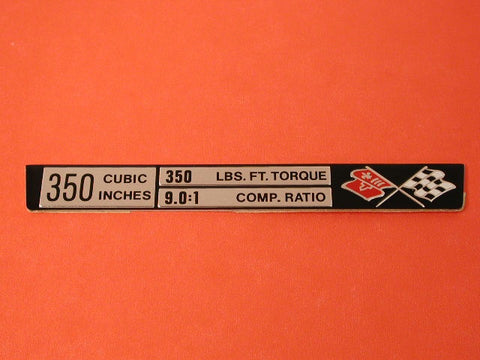 350 CUBIC INCHES
350 LBS. FT. TORQUE
9.0:1 COMP. RATIO